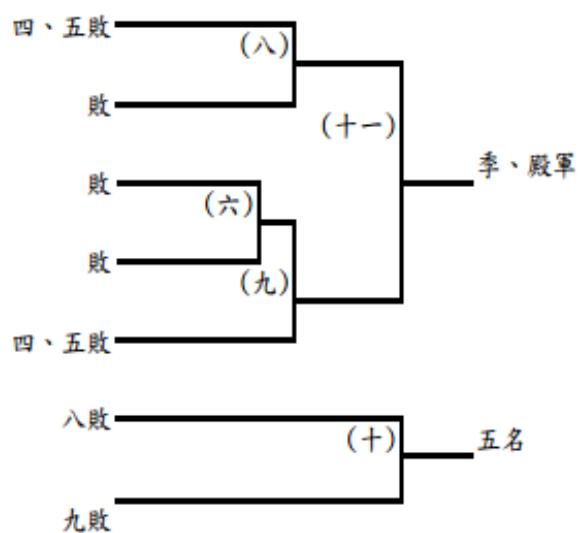 四、五敗
(八)
敗
(十一)
季、殿軍
敗
(六)
敗
(九)
四、五敗
八敗
(十)
五名
九敗